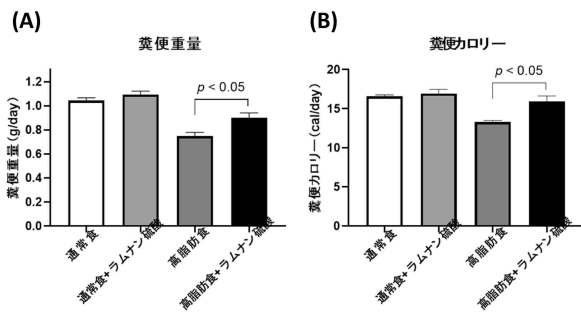 (A)
糞便重量
糞便重量(g/day)
1.2
1.0
0.8
0.6
0.4
0.2
0.0
p < 0.05
通常食
通常食+ラムナン硫酸
高脂肪食
高脂肪食+ラムナン硫酸
(B)
糞便カロリー
糞便カロリー(cal/day)
20
15
10
5
0
p < 0.05
通常食
通常食+ラムナン硫酸
高脂肪食
高脂肪食+ラムナン硫酸